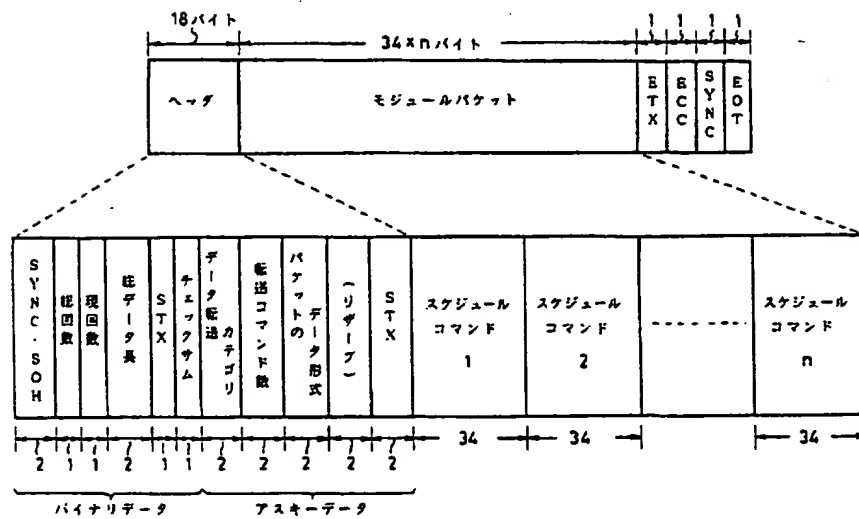 18バイト
34×nバイト
1
1
1
1
ヘッダ
モジュールパケット
ETX
BCC
SYNC
EOT
SYNC・SOH
総回数
現回数
総データ長
STX
チェックサム
データ転送
カテゴリ
転送コマンド数
パケットの
データ形式
(リザーブ)
STX
スケジュール
コマンド
1
スケジュール
コマンド
2
スケジュール
コマンド
n
2
1
1
2
1
1
2
2
2
2
2
34
34
34
バイナリデータ
アスキーデータ